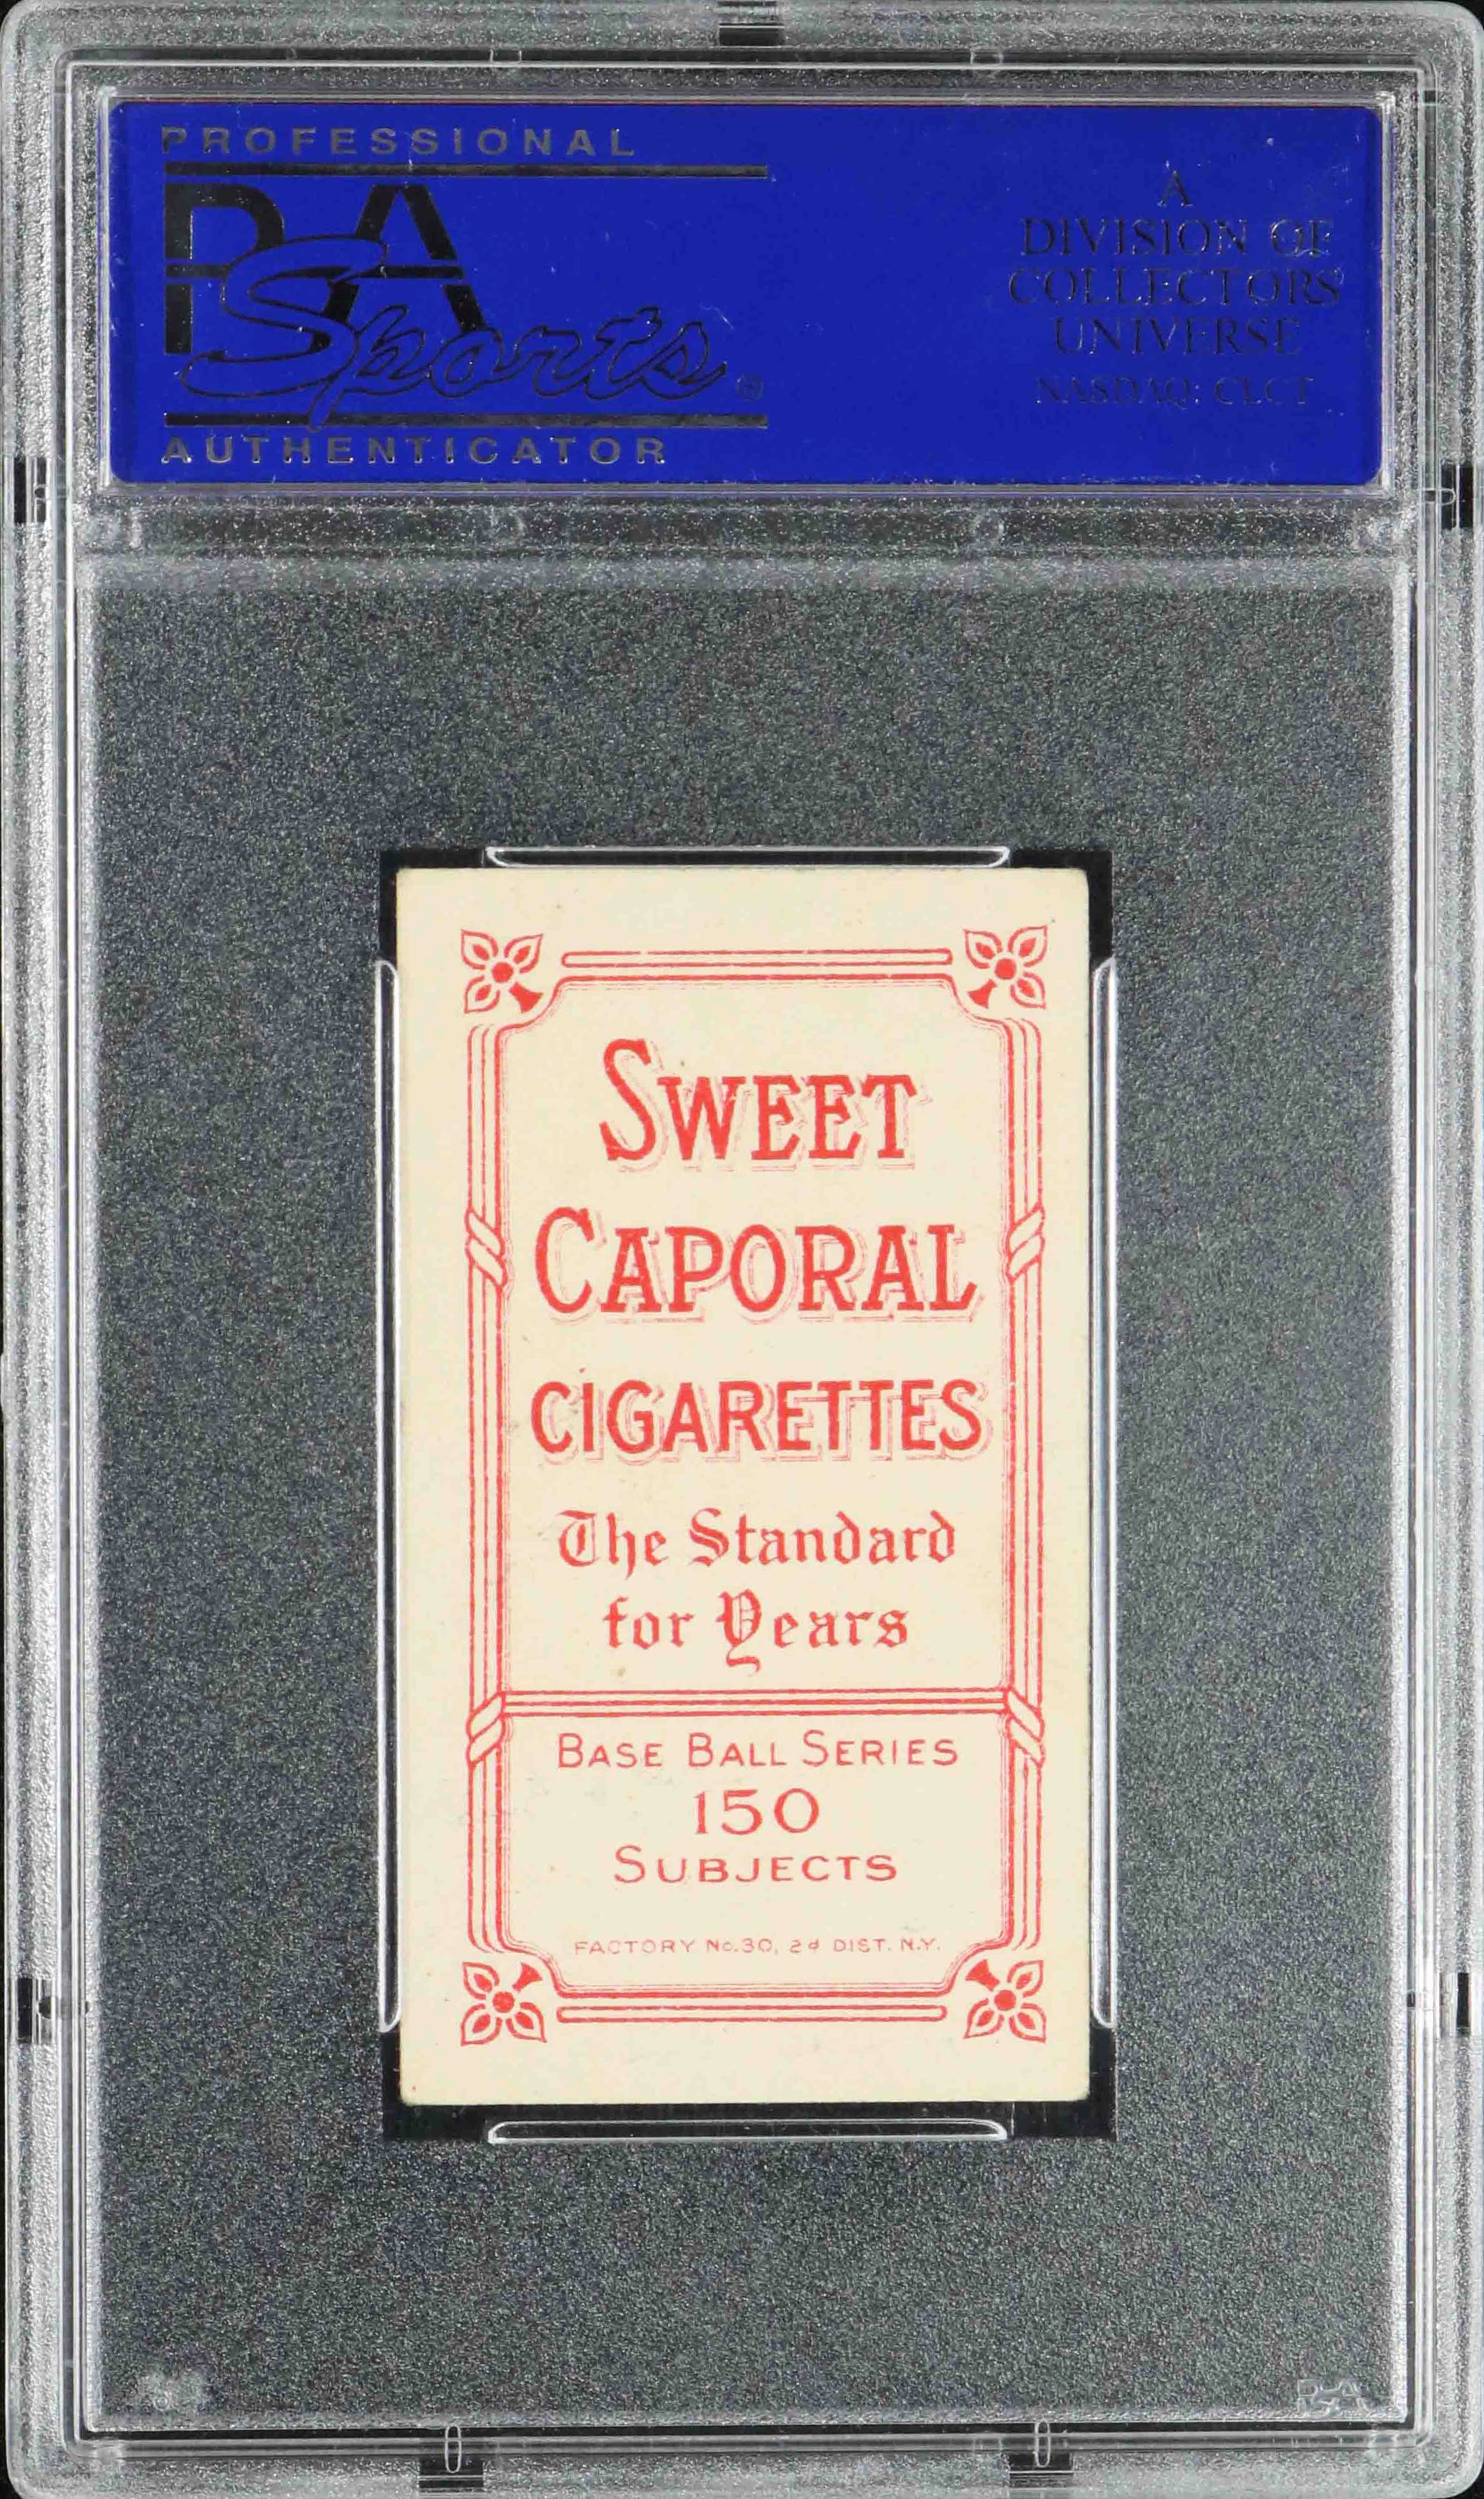 PROFESSIONAL
PSA
Sports®
AUTHENTICATOR
A
DIVISION OF
COLLECTORS
UNIVERSE
NASDAQ: CLCT
SWEET
CAPORAL
CIGARETTES
The Standard
for Years
BASE BALL SERIES
150
SUBJECTS
FACTORY No.30, 2d DIST. N.Y.
PSA